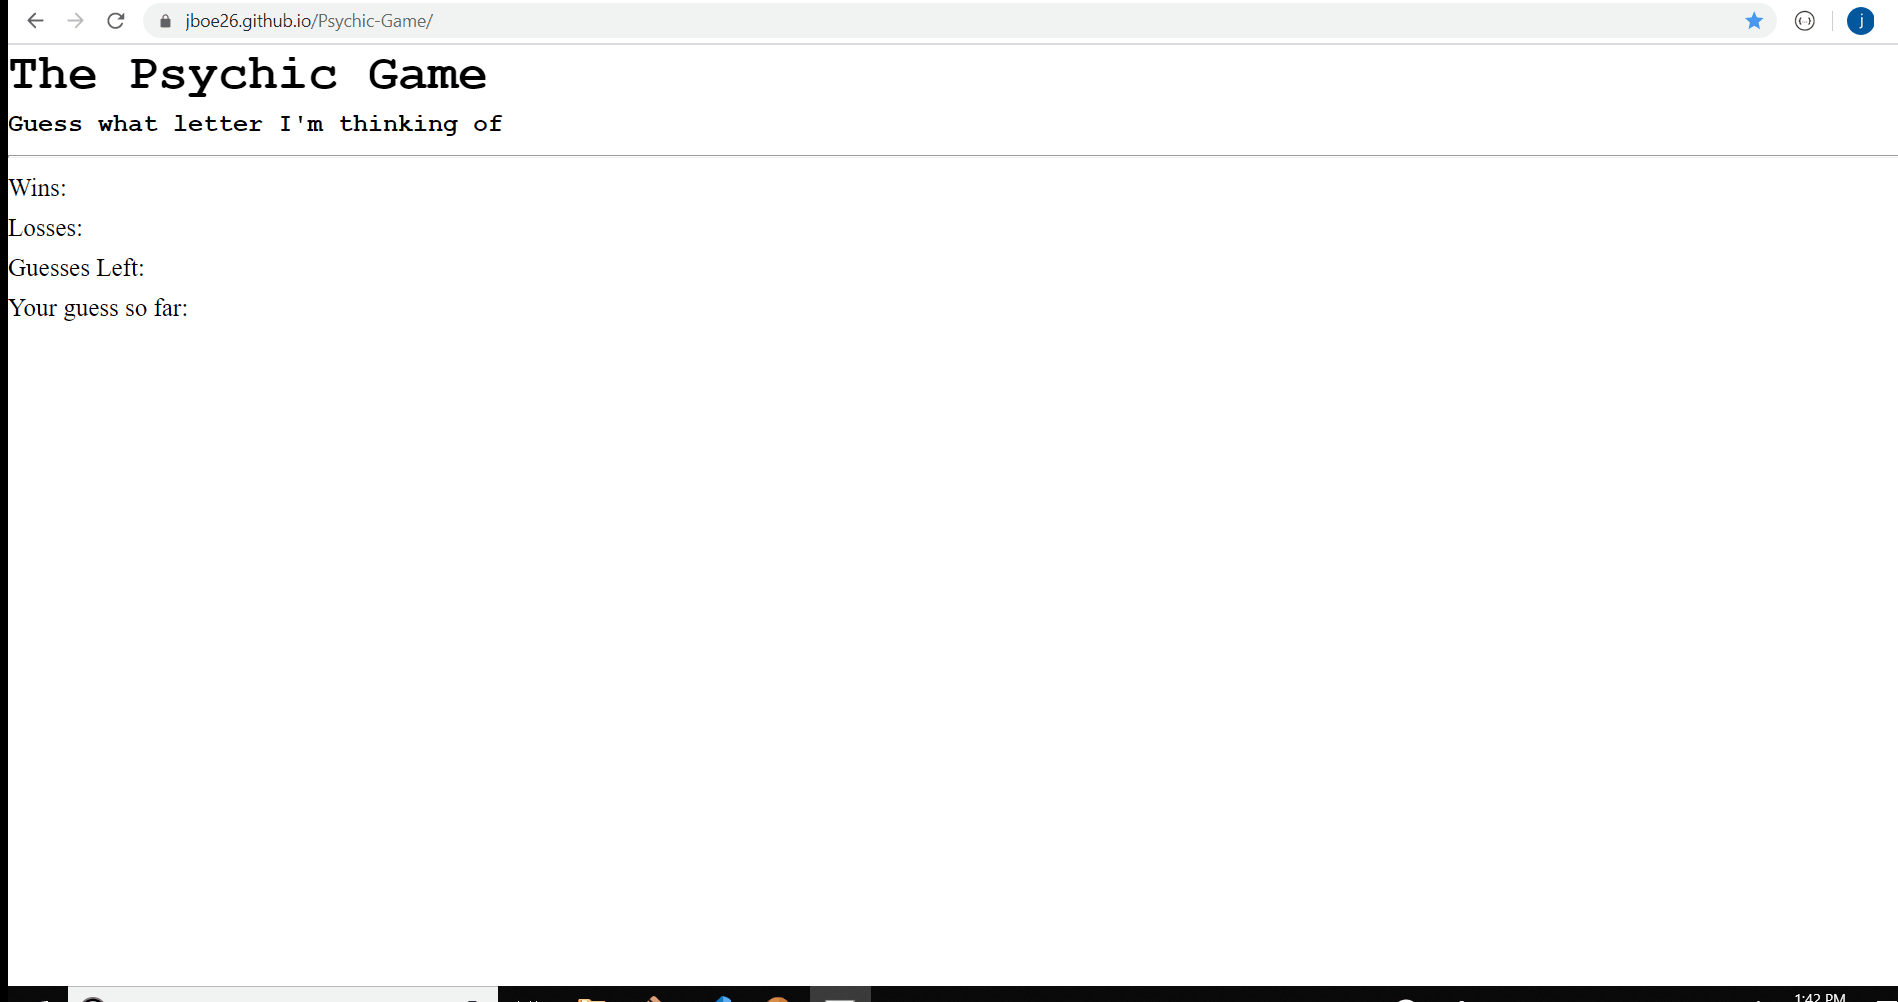 jboe26.github.io/Psychic-Game/
j
The Psychic Game
Guess what letter I'm thinking of
Wins:
Losses:
Guesses Left:
Your guess so far:
1:42 PM